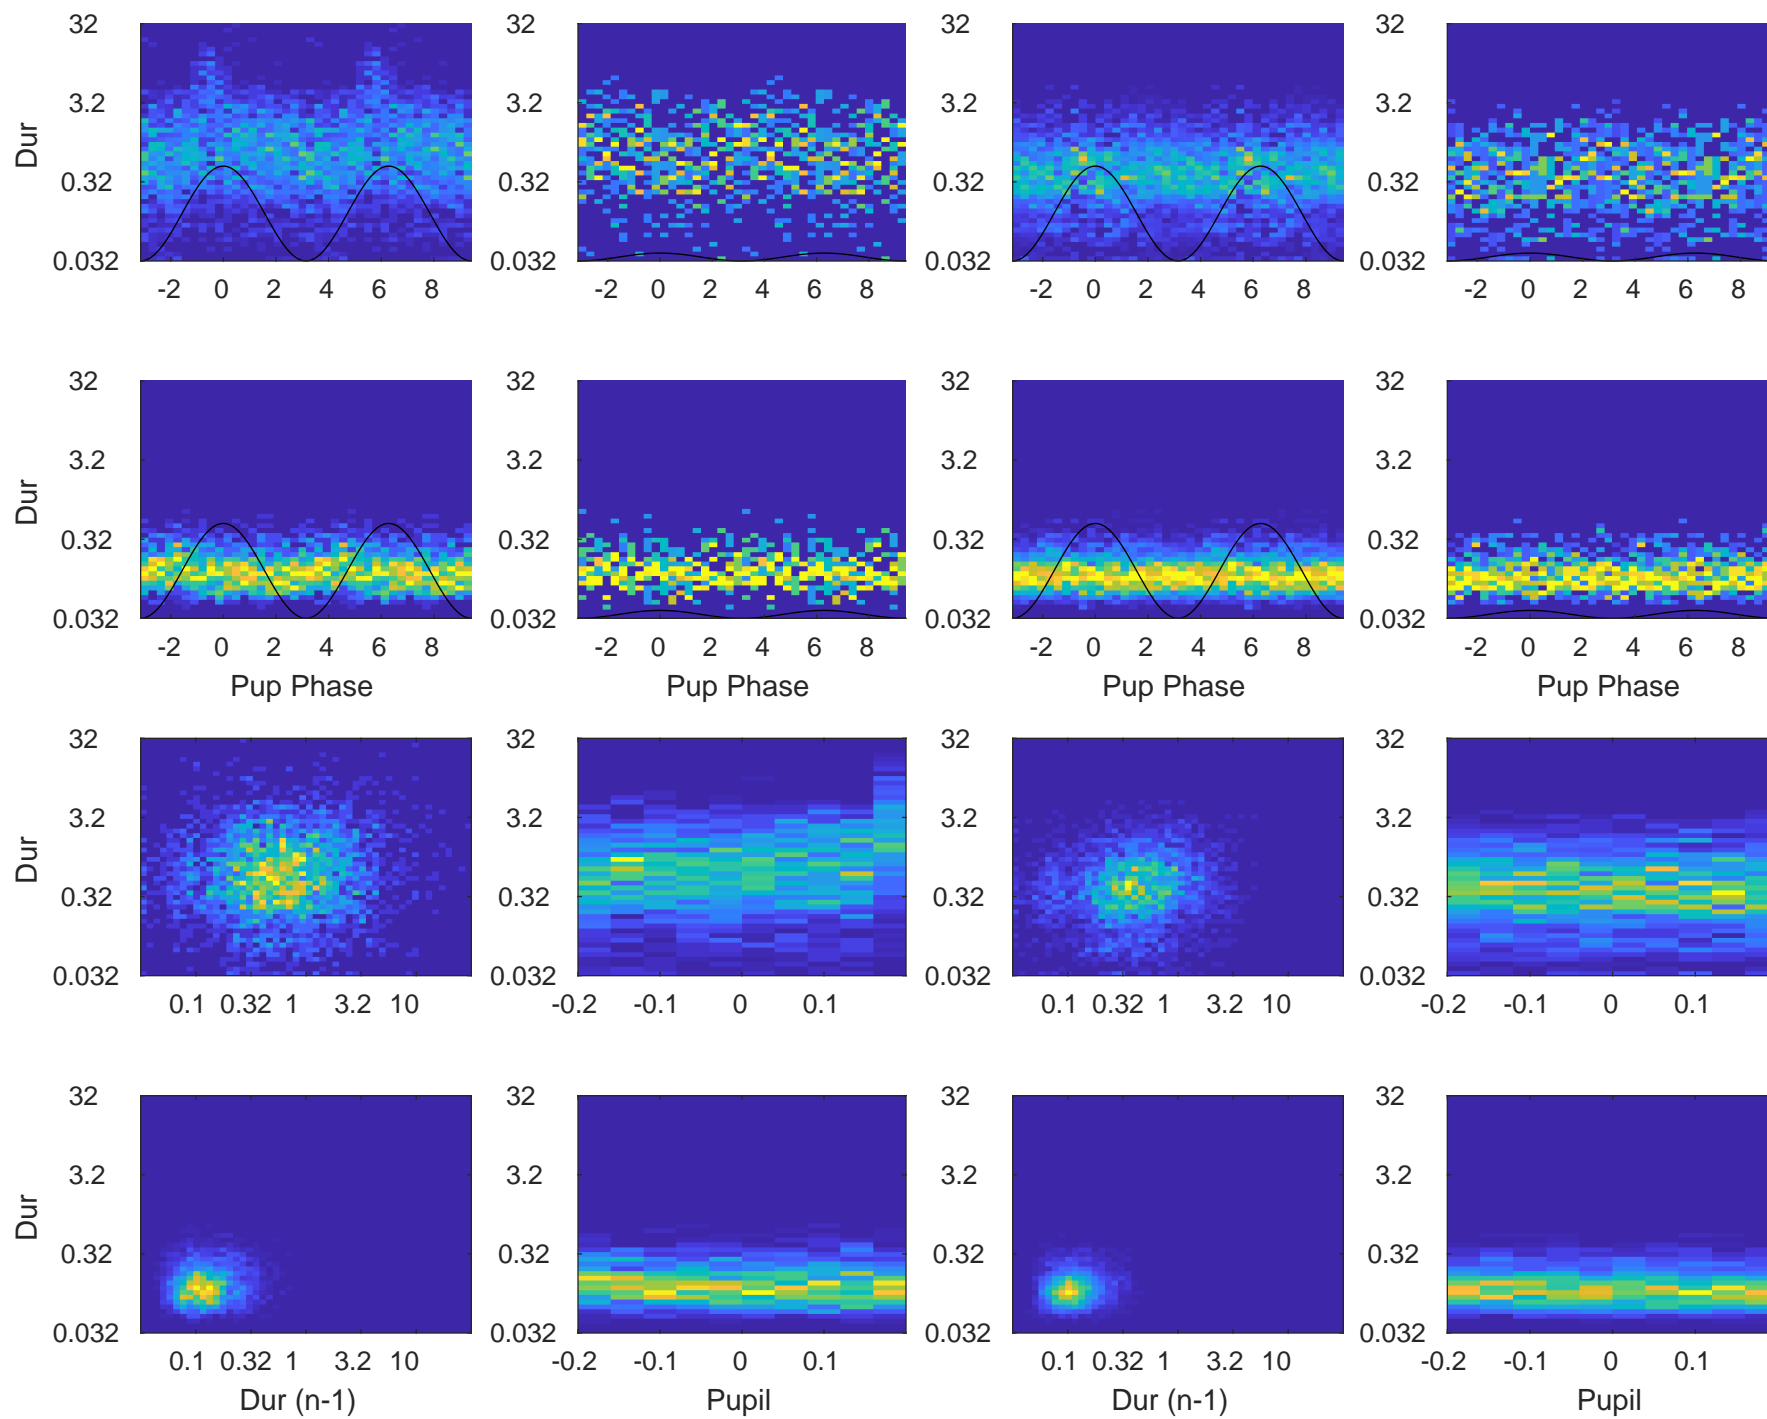 32 32 32 32
Dur 3.2 3.2 3.2 3.2
0.32 0.32 0.32 0.32
0.032 0.032 0.032 0.032
-2 0 2 4 6 8 -2 0 2 4 6 8 -2 0 2 4 6 8 -2 0 2 4 6 8
32 32 32 32
Dur 3.2 3.2 3.2 3.2
0.32 0.32 0.32 0.32
0.032 0.032 0.032 0.032
-2 0 2 4 6 8 -2 0 2 4 6 8 -2 0 2 4 6 8 -2 0 2 4 6 8
Pup Phase Pup Phase Pup Phase Pup Phase
32 32 32 32
Dur 3.2 3.2 3.2 3.2
0.32 0.32 0.32 0.32
0.032 0.032 0.032 0.032
0.1 0.32 1 3.2 10 -0.2 -0.1 0 0.1 0.1 0.32 1 3.2 10 -0.2 -0.1 0 0.1
32 32 32 32
Dur 3.2 3.2 3.2 3.2
0.32 0.32 0.32 0.32
0.032 0.032 0.032 0.032
0.1 0.32 1 3.2 10 -0.2 -0.1 0 0.1 0.1 0.32 1 3.2 10 -0.2 -0.1 0 0.1
Dur (n-1) Pupil Dur (n-1) Pupil